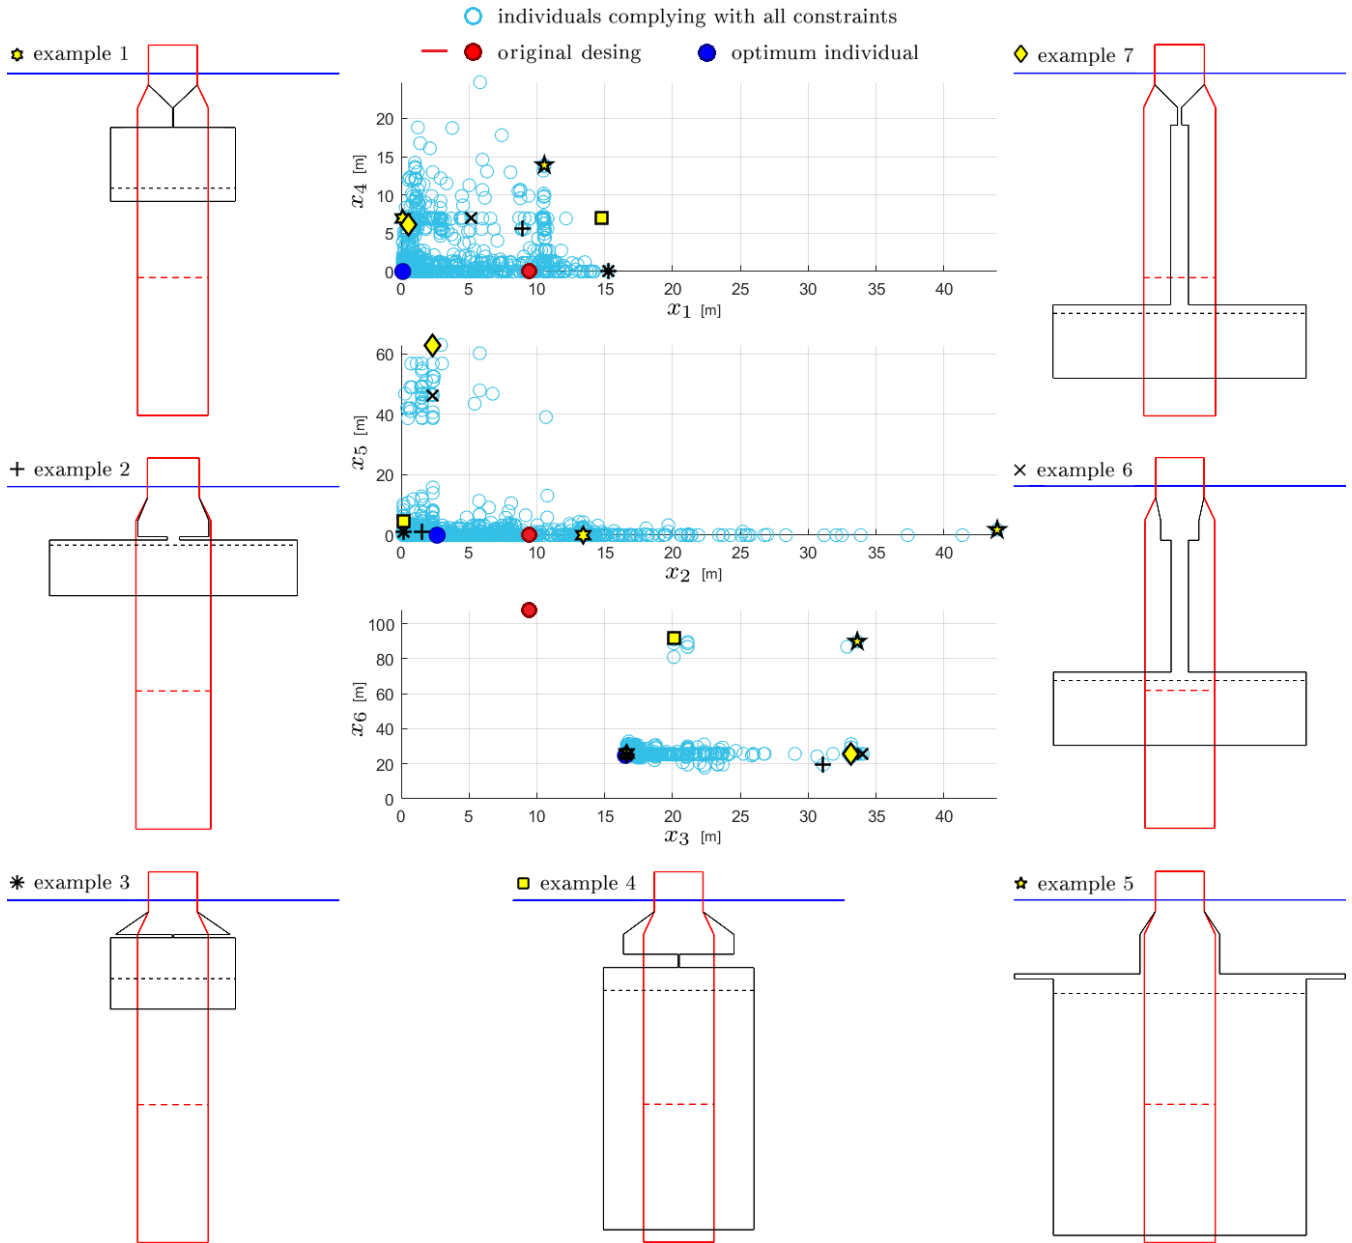 individuals complying with all constraints
original desing
optimum individual
example 1
example 7
x4 [m]
20
15
10
5
0
0 5 10 15 20 25 30 35 40
x1 [m]
example 2
example 6
x5 [m]
60
40
20
0
0 5 10 15 20 25 30 35 40
x2 [m]
x6 [m]
100
80
60
40
20
0
0 5 10 15 20 25 30 35 40
x3 [m]
example 3
example 4
example 5